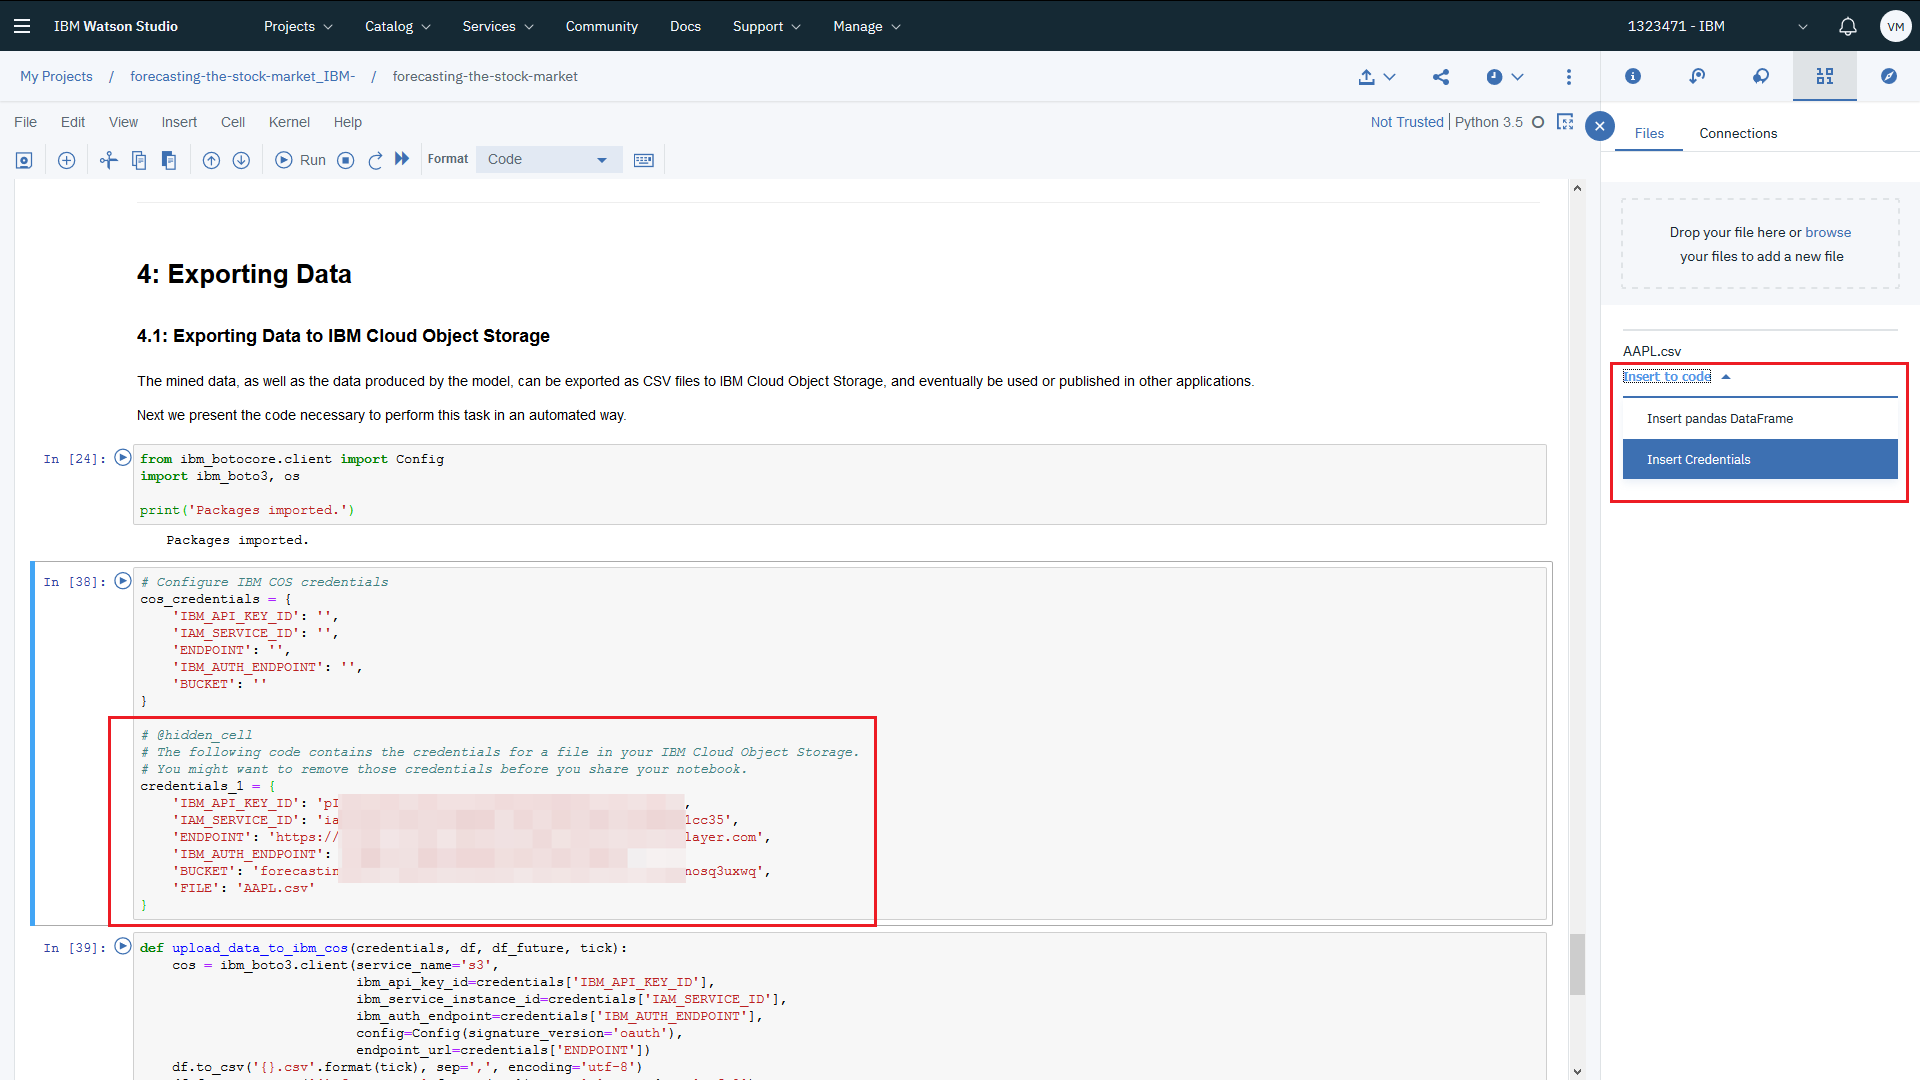 IBM Watson Studio Projects Catalog Services Community Docs Support Manage 1323471 - IBM VM
My Projects / forecasting-the-stock-market_IBM- / forecasting-the-stock-market
File Edit View Insert Cell Kernel Help Not Trusted Python 3.5
Run Format Code
4: Exporting Data
4.1: Exporting Data to IBM Cloud Object Storage
The mined data, as well as the data produced by the model, can be exported as CSV files to IBM Cloud Object Storage, and eventually be used or published in other applications.
Next we present the code necessary to perform this task in an automated way.
In [24]:
from ibm_botocore.client import Config
import ibm_boto3, os
print('Packages imported.')
Packages imported.
In [38]:
# Configure IBM COS credentials
cos_credentials = {
'IBM_API_KEY_ID': '',
'IAM_SERVICE_ID': '',
'ENDPOINT': '',
'IBM_AUTH_ENDPOINT': '',
'BUCKET': ''
}
# @hidden_cell
# The following code contains the credentials for a file in your IBM Cloud Object Storage.
# You might want to remove those credentials before you share your notebook.
credentials_1 = {
'IBM_API_KEY_ID': 'pI ,
'IAM_SERVICE_ID': 'ia 1cc35',
'ENDPOINT': 'https:// layer.com',
'IBM_AUTH_ENDPOINT':
'BUCKET': 'forecastin nosq3uxwq',
'FILE': 'AAPL.csv'
}
In [39]:
def upload_data_to_ibm_cos(credentials, df, df_future, tick):
cos = ibm_boto3.client(service_name='s3',
ibm_api_key_id=credentials['IBM_API_KEY_ID'],
ibm_service_instance_id=credentials['IAM_SERVICE_ID'],
ibm_auth_endpoint=credentials['IBM_AUTH_ENDPOINT'],
config=Config(signature_version='oauth'),
endpoint_url=credentials['ENDPOINT'])
df.to_csv('{}.csv'.format(tick), sep=',', encoding='utf-8')
Files Connections
Drop your file here or browse
your files to add a new file
AAPL.csv
Insert to code
Insert pandas DataFrame
Insert Credentials